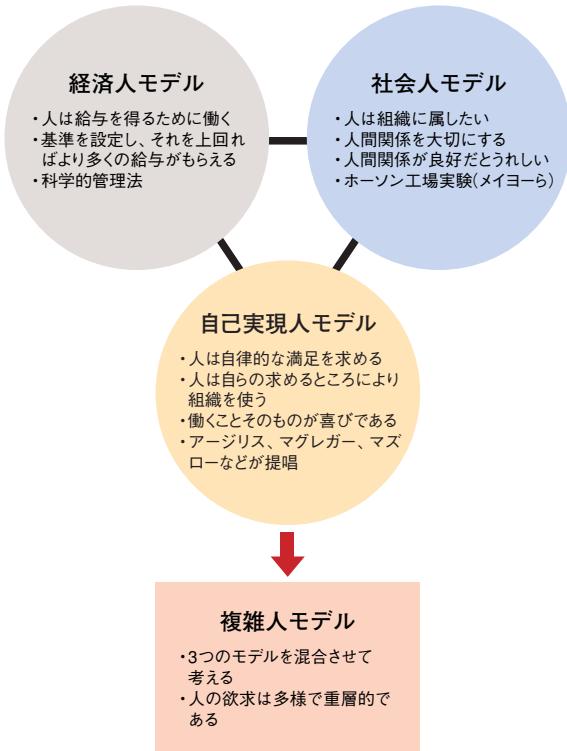 経済人モデル
・人は給与を得るために働く
・基準を設定し、それを上回れ
ばより多くの給与がもらえる
・科学的管理法
社会人モデル
・人は組織に属したい
・人間関係を大切にする
・人間関係が良好だとうれしい
・ホーソン工場実験(メイヨーら)
自己実現人モデル
・人は自律的な満足を求める
・人は自らの求めるところにより
組織を使う
・働くことそのものが喜びである
・アージリス、マグレガー、マズ
ローなどが提唱
複雑人モデル
・3つのモデルを混合させて
考える
・人の欲求は多様で重層的で
ある